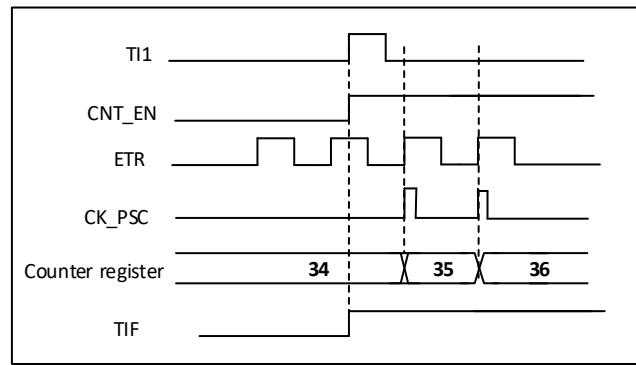 TI1
CNT_EN
ETR
CK_PSC
Counter register 34 35 36
TIF